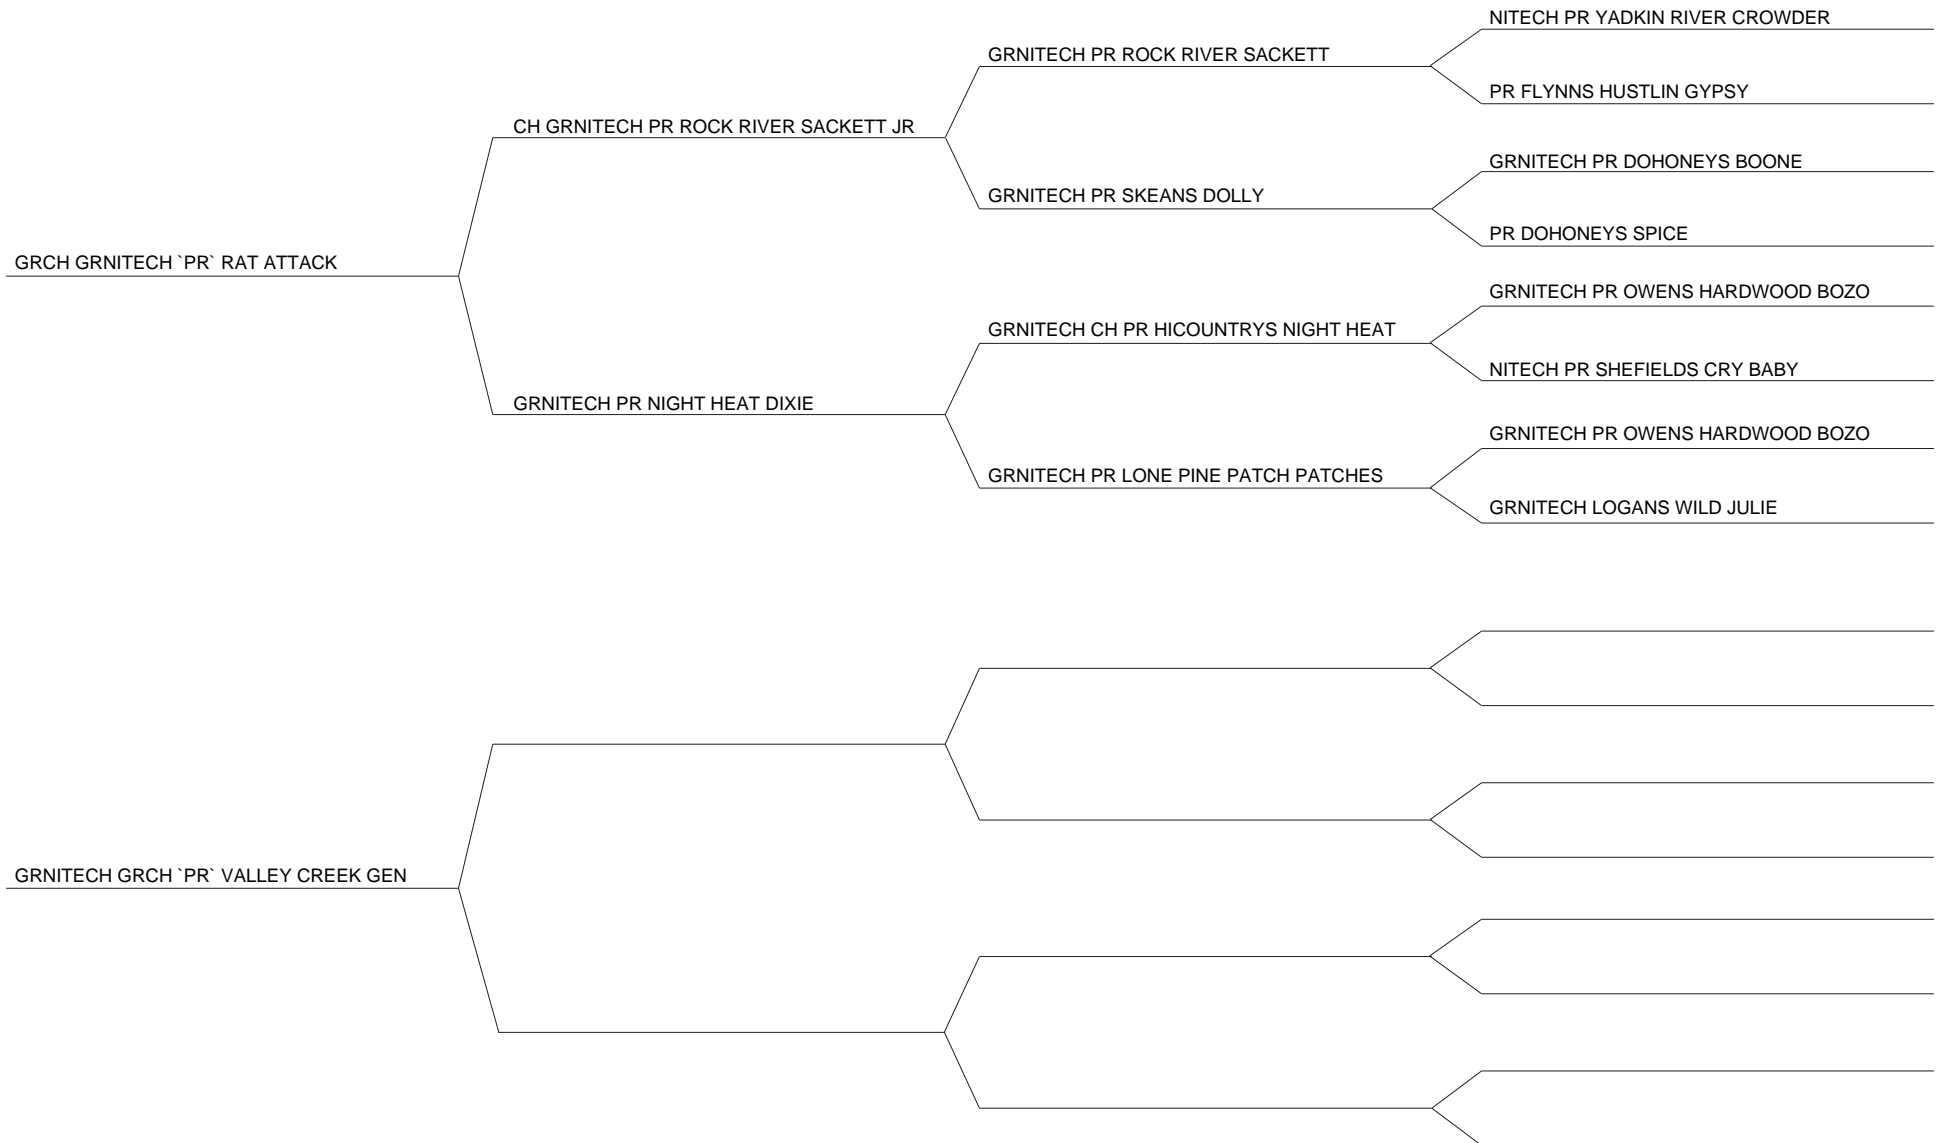 NITECH PR YADKIN RIVER CROWDER
GRNITECH PR ROCK RIVER SACKETT
PR FLYNNS HUSTLIN GYPSY
CH GRNITECH PR ROCK RIVER SACKETT JR
GRNITECH PR DOHONEYS BOONE
GRNITECH PR SKEANS DOLLY
PR DOHONEYS SPICE
GRCH GRNITECH `PR` RAT ATTACK
GRNITECH PR OWENS HARDWOOD BOZO
GRNITECH CH PR HICOUNTRYS NIGHT HEAT
NITECH PR SHEFIELDS CRY BABY
GRNITECH PR NIGHT HEAT DIXIE
GRNITECH PR OWENS HARDWOOD BOZO
GRNITECH PR LONE PINE PATCH PATCHES
GRNITECH LOGANS WILD JULIE
GRNITECH GRCH `PR` VALLEY CREEK GEN